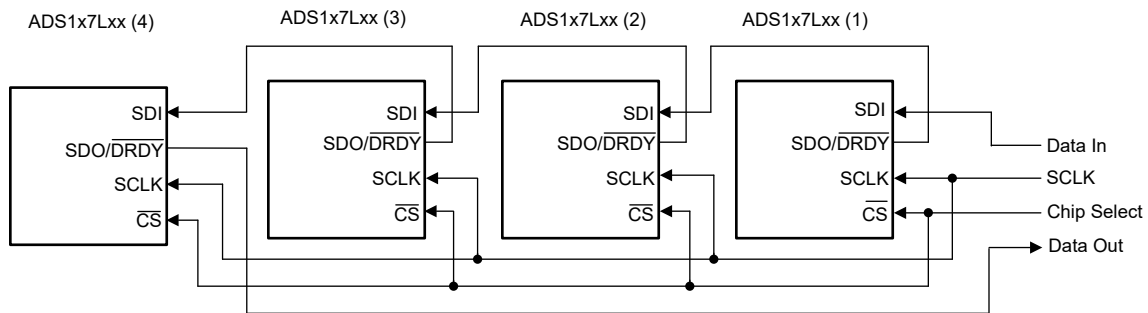 ADS1x7Lxx (4)
ADS1x7Lxx (3)
ADS1x7Lxx (2)
ADS1x7Lxx (1)
SDI
SDO/DRDY
SCLK
CS
SDI
SDO/DRDY
SCLK
CS
SDI
SDO/DRDY
SCLK
CS
SDI
SDO/DRDY
SCLK
CS
Data In
SCLK
Chip Select
Data Out